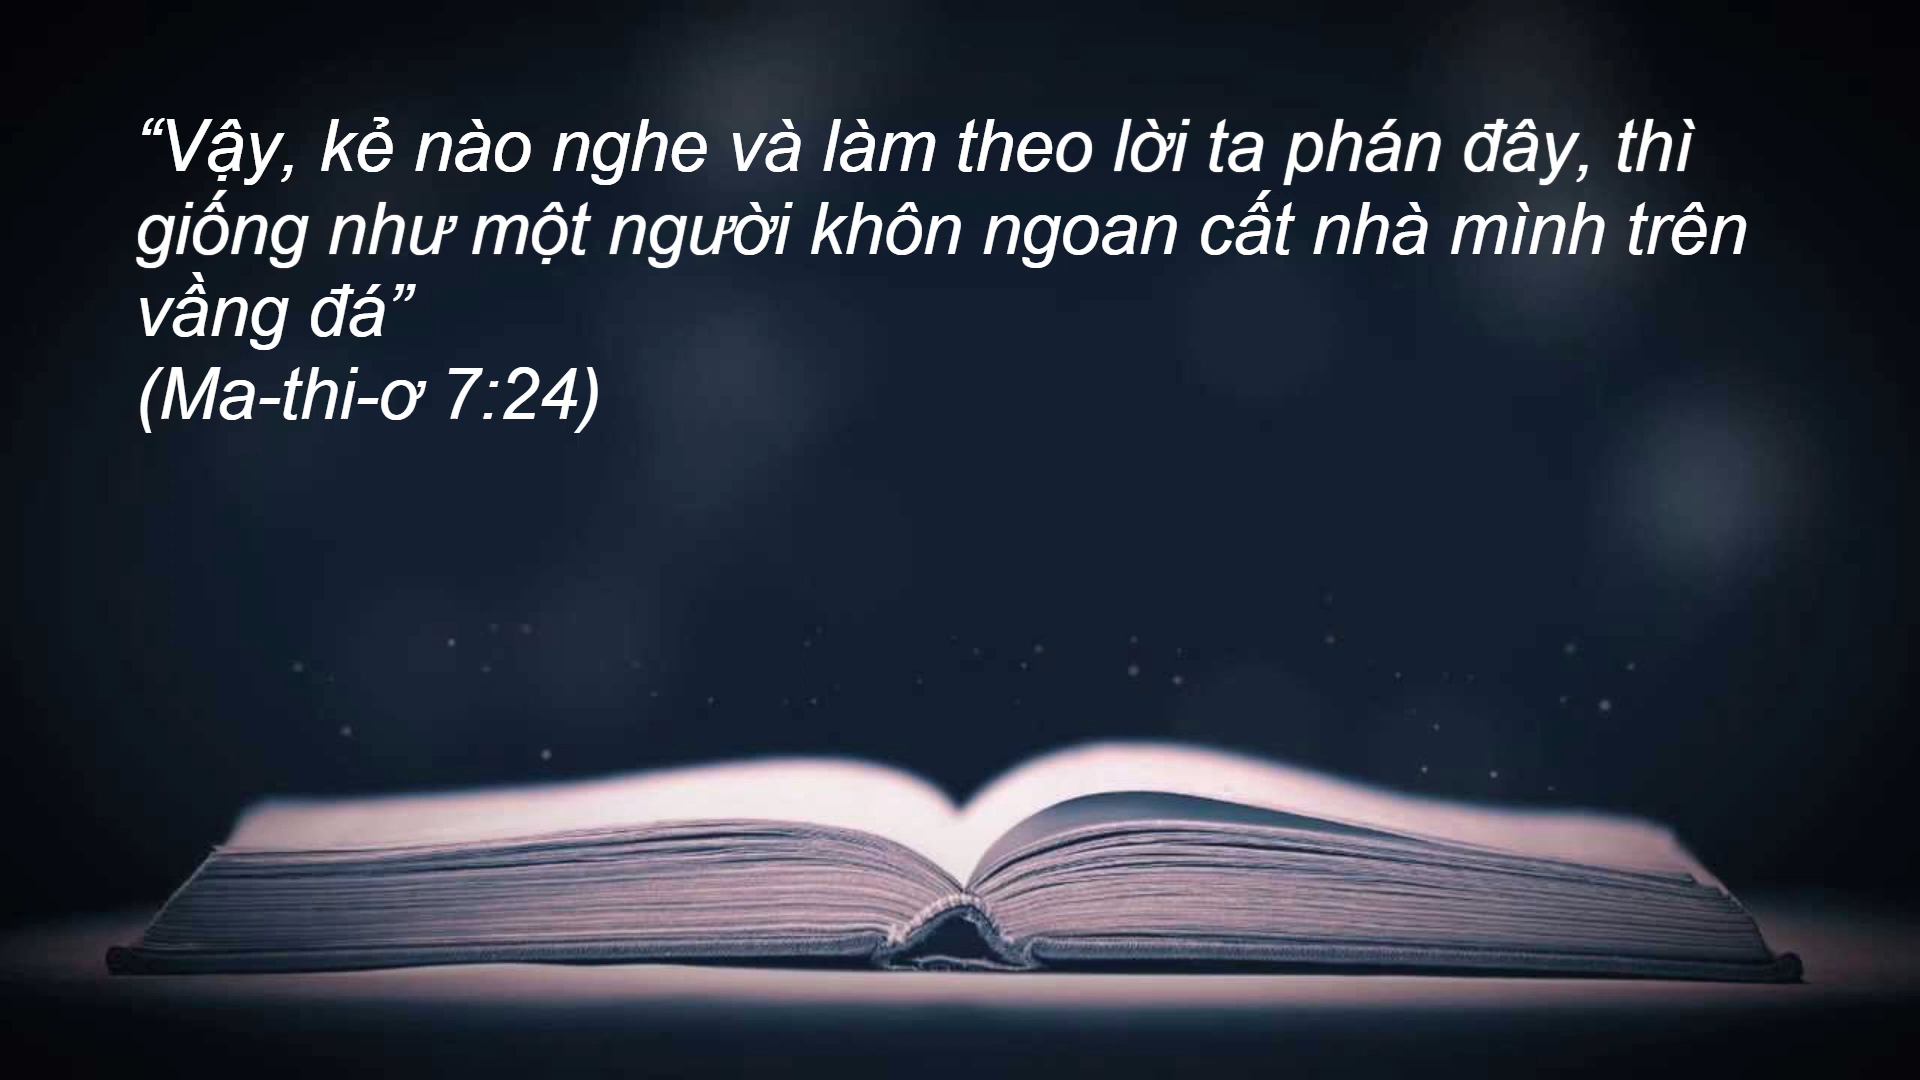 “Vậy, kẻ nào nghe và làm theo lời ta phán đây, thì
giống như một người khôn ngoan cất nhà mình trên
vầng đá”
(Ma-thi-ơ 7:24)